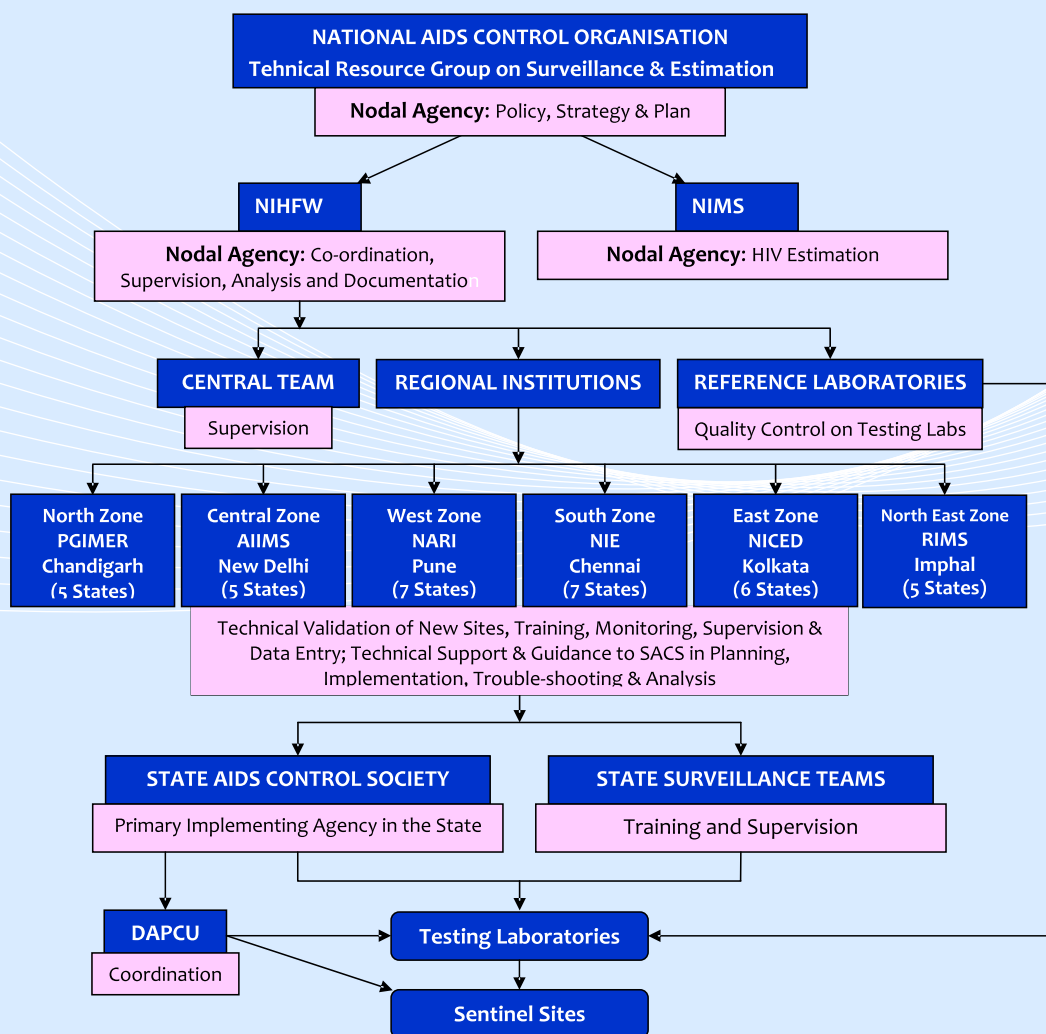 NATIONAL AIDS CONTROL ORGANISATION
Tehnical Resource Group on Surveillance & Estimation
Nodal Agency: Policy, Strategy & Plan
NIHFW
NIMS
Nodal Agency: Co-ordination,
Supervision, Analysis and Documentation
Nodal Agency: HIV Estimation
CENTRAL TEAM
Supervision
REGIONAL INSTITUTIONS
REFERENCE LABORATORIES
Quality Control on Testing Labs
North Zone
PGIMER
Chandigarh
(5 States)
Central Zone
AIIMS
New Delhi
(5 States)
West Zone
NARI
Pune
(7 States)
South Zone
NIE
Chennai
(7 States)
East Zone
NICED
Kolkata
(6 States)
North East Zone
RIMS
Imphal
(5 States)
Technical Validation of New Sites, Training, Monitoring, Supervision &
Data Entry; Technical Support & Guidance to SACS in Planning,
Implementation, Trouble-shooting & Analysis
STATE AIDS CONTROL SOCIETY
Primary Implementing Agency in the State
STATE SURVEILLANCE TEAMS
Training and Supervision
DAPCU
Coordination
Testing Laboratories
Sentinel Sites